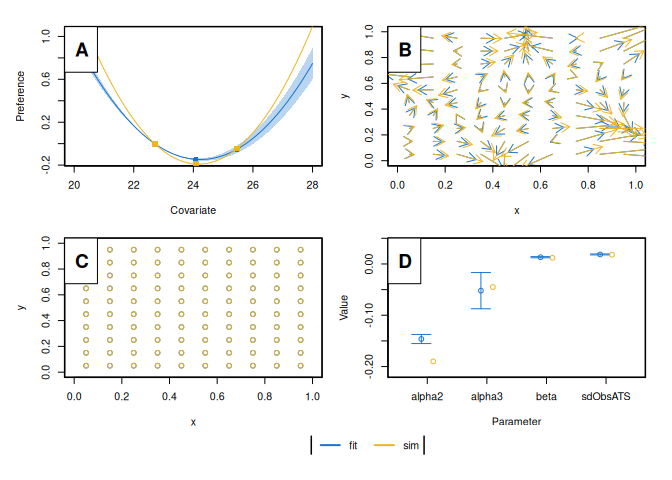 A
Preference
-0.2 0.2 0.6 1.0
20 22 24 26 28
Covariate
B
y
0.0 0.2 0.4 0.6 0.8 1.0
0.0 0.2 0.4 0.6 0.8 1.0
x
C
y
0.0 0.2 0.4 0.6 0.8 1.0
0.0 0.2 0.4 0.6 0.8 1.0
x
D
Value
-0.20 -0.10 0.00
alpha2 alpha3 beta sdObsATS
Parameter
fit sim